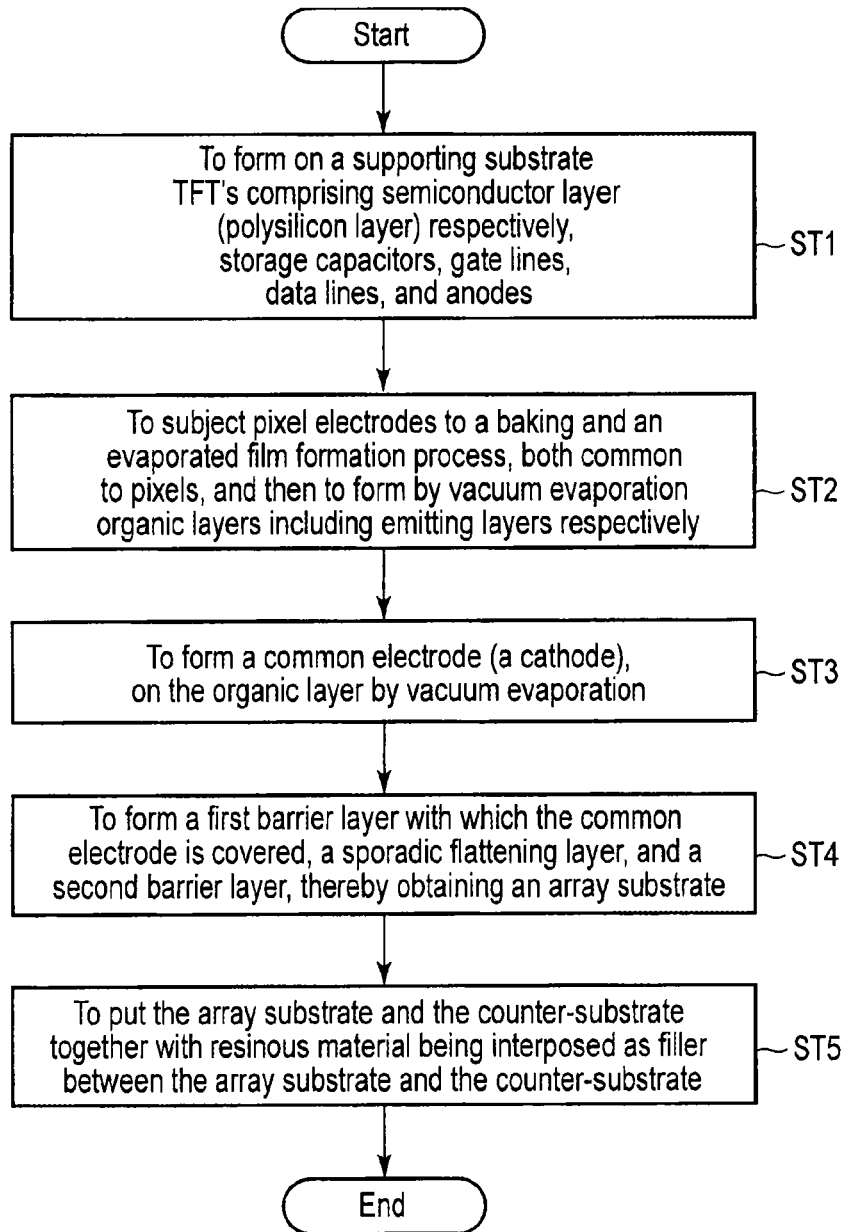 Start
To form on a supporting substrate
TFT's comprising semiconductor layer
(polysilicon layer) respectively,
storage capacitors, gate lines,
data lines, and anodes
ST1
To subject pixel electrodes to a baking and an
evaporated film formation process, both common
to pixels, and then to form by vacuum evaporation
organic layers including emitting layers respectively
ST2
To form a common electrode (a cathode),
on the organic layer by vacuum evaporation
ST3
To form a first barrier layer with which the common
electrode is covered, a sporadic flattening layer, and a
second barrier layer, thereby obtaining an array substrate
ST4
To put the array substrate and the counter-substrate
together with resinous material being interposed as filler
between the array substrate and the counter-substrate
ST5
End